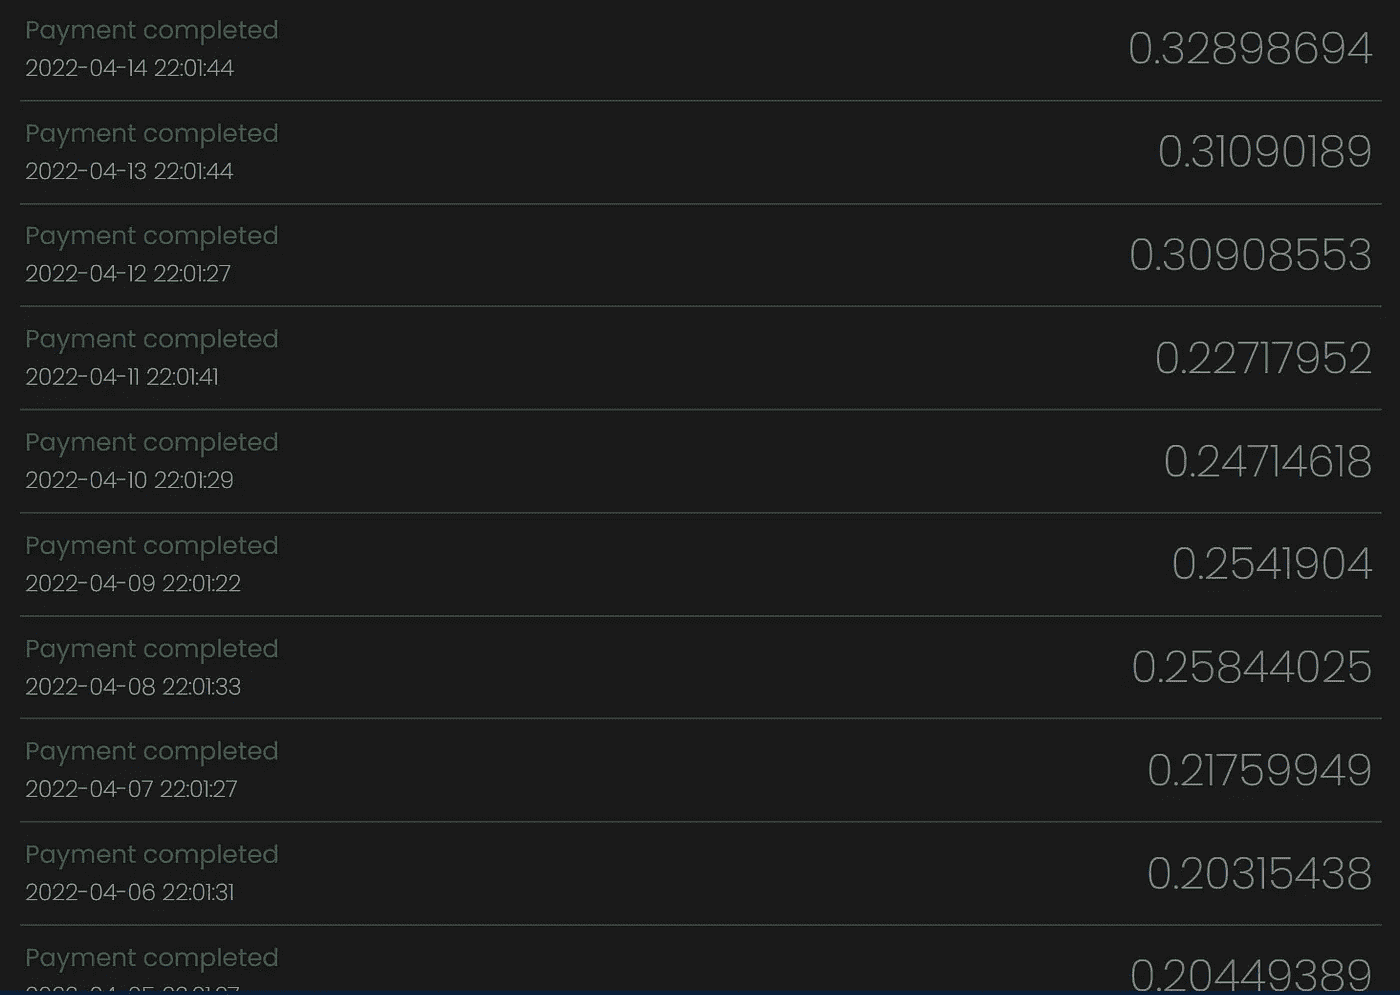 Payment completed
0.32898694
2022-04-14 22:01:44
Payment completed
0.31090189
2022-04-13 22:01:44
Payment completed
0.30908553
2022-04-12 22:01:27
Payment completed
0.22717952
2022-04-11 22:01:41
Payment completed
0.24714618
2022-04-10 22:01:29
Payment completed
0.2541904
2022-04-09 22:01:22
Payment completed
0.25844025
2022-04-08 22:01:33
Payment completed
0.21759949
2022-04-07 22:01:27
Payment completed
0.20315438
2022-04-06 22:01:31
Payment completed
0.20449389